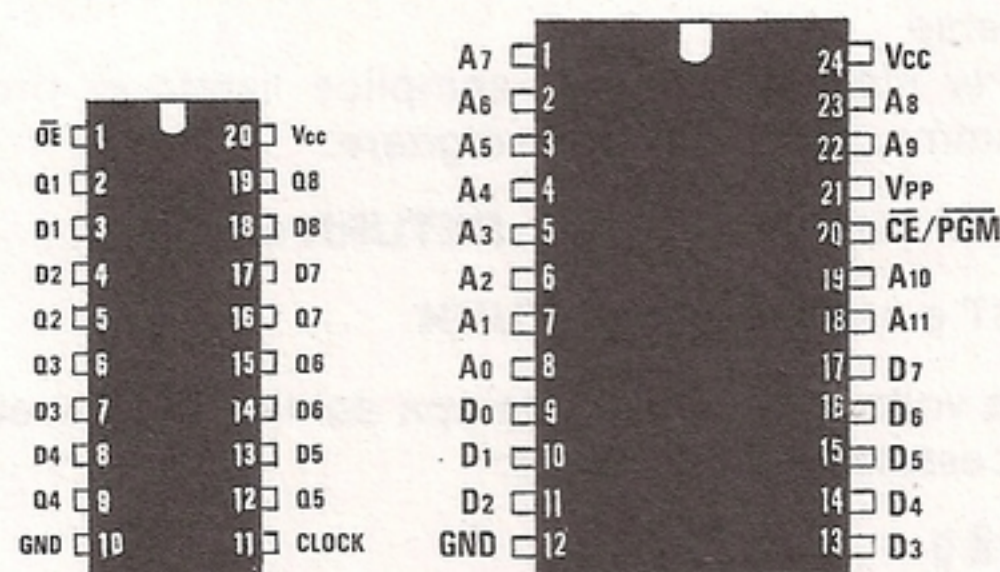 OE 1 20 Vcc
Q1 2 19 Q8
D1 3 18 D8
D2 4 17 D7
Q2 5 16 Q7
Q3 6 15 Q6
D3 7 14 D6
D4 8 13 D5
Q4 9 12 Q5
GND 10 11 CLOCK
A7 1 24 Vcc
A6 2 23 A8
A5 3 22 A9
A4 4 21 VPP
A3 5 20 CE/PGM
A2 6 19 A10
A1 7 18 A11
A0 8 17 D7
D0 9 16 D6
D1 10 15 D5
D2 11 14 D4
GND 12 13 D3